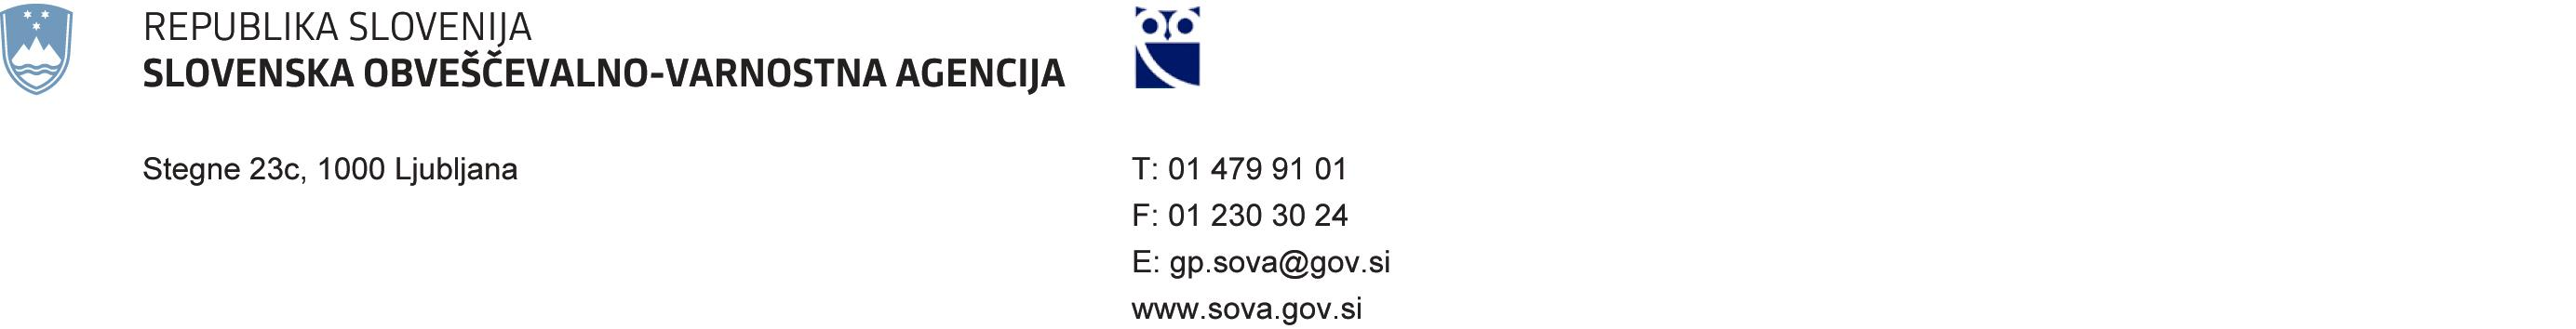 REPUBLIKA SLOVENIJA
SLOVENSKA OBVEŠČEVALNO-VARNOSTNA AGENCIJA
Stegne 23c, 1000 Ljubljana
T: 01 479 91 01
F: 01 230 30 24
E: gp.sova@gov.si
www.sova.gov.si